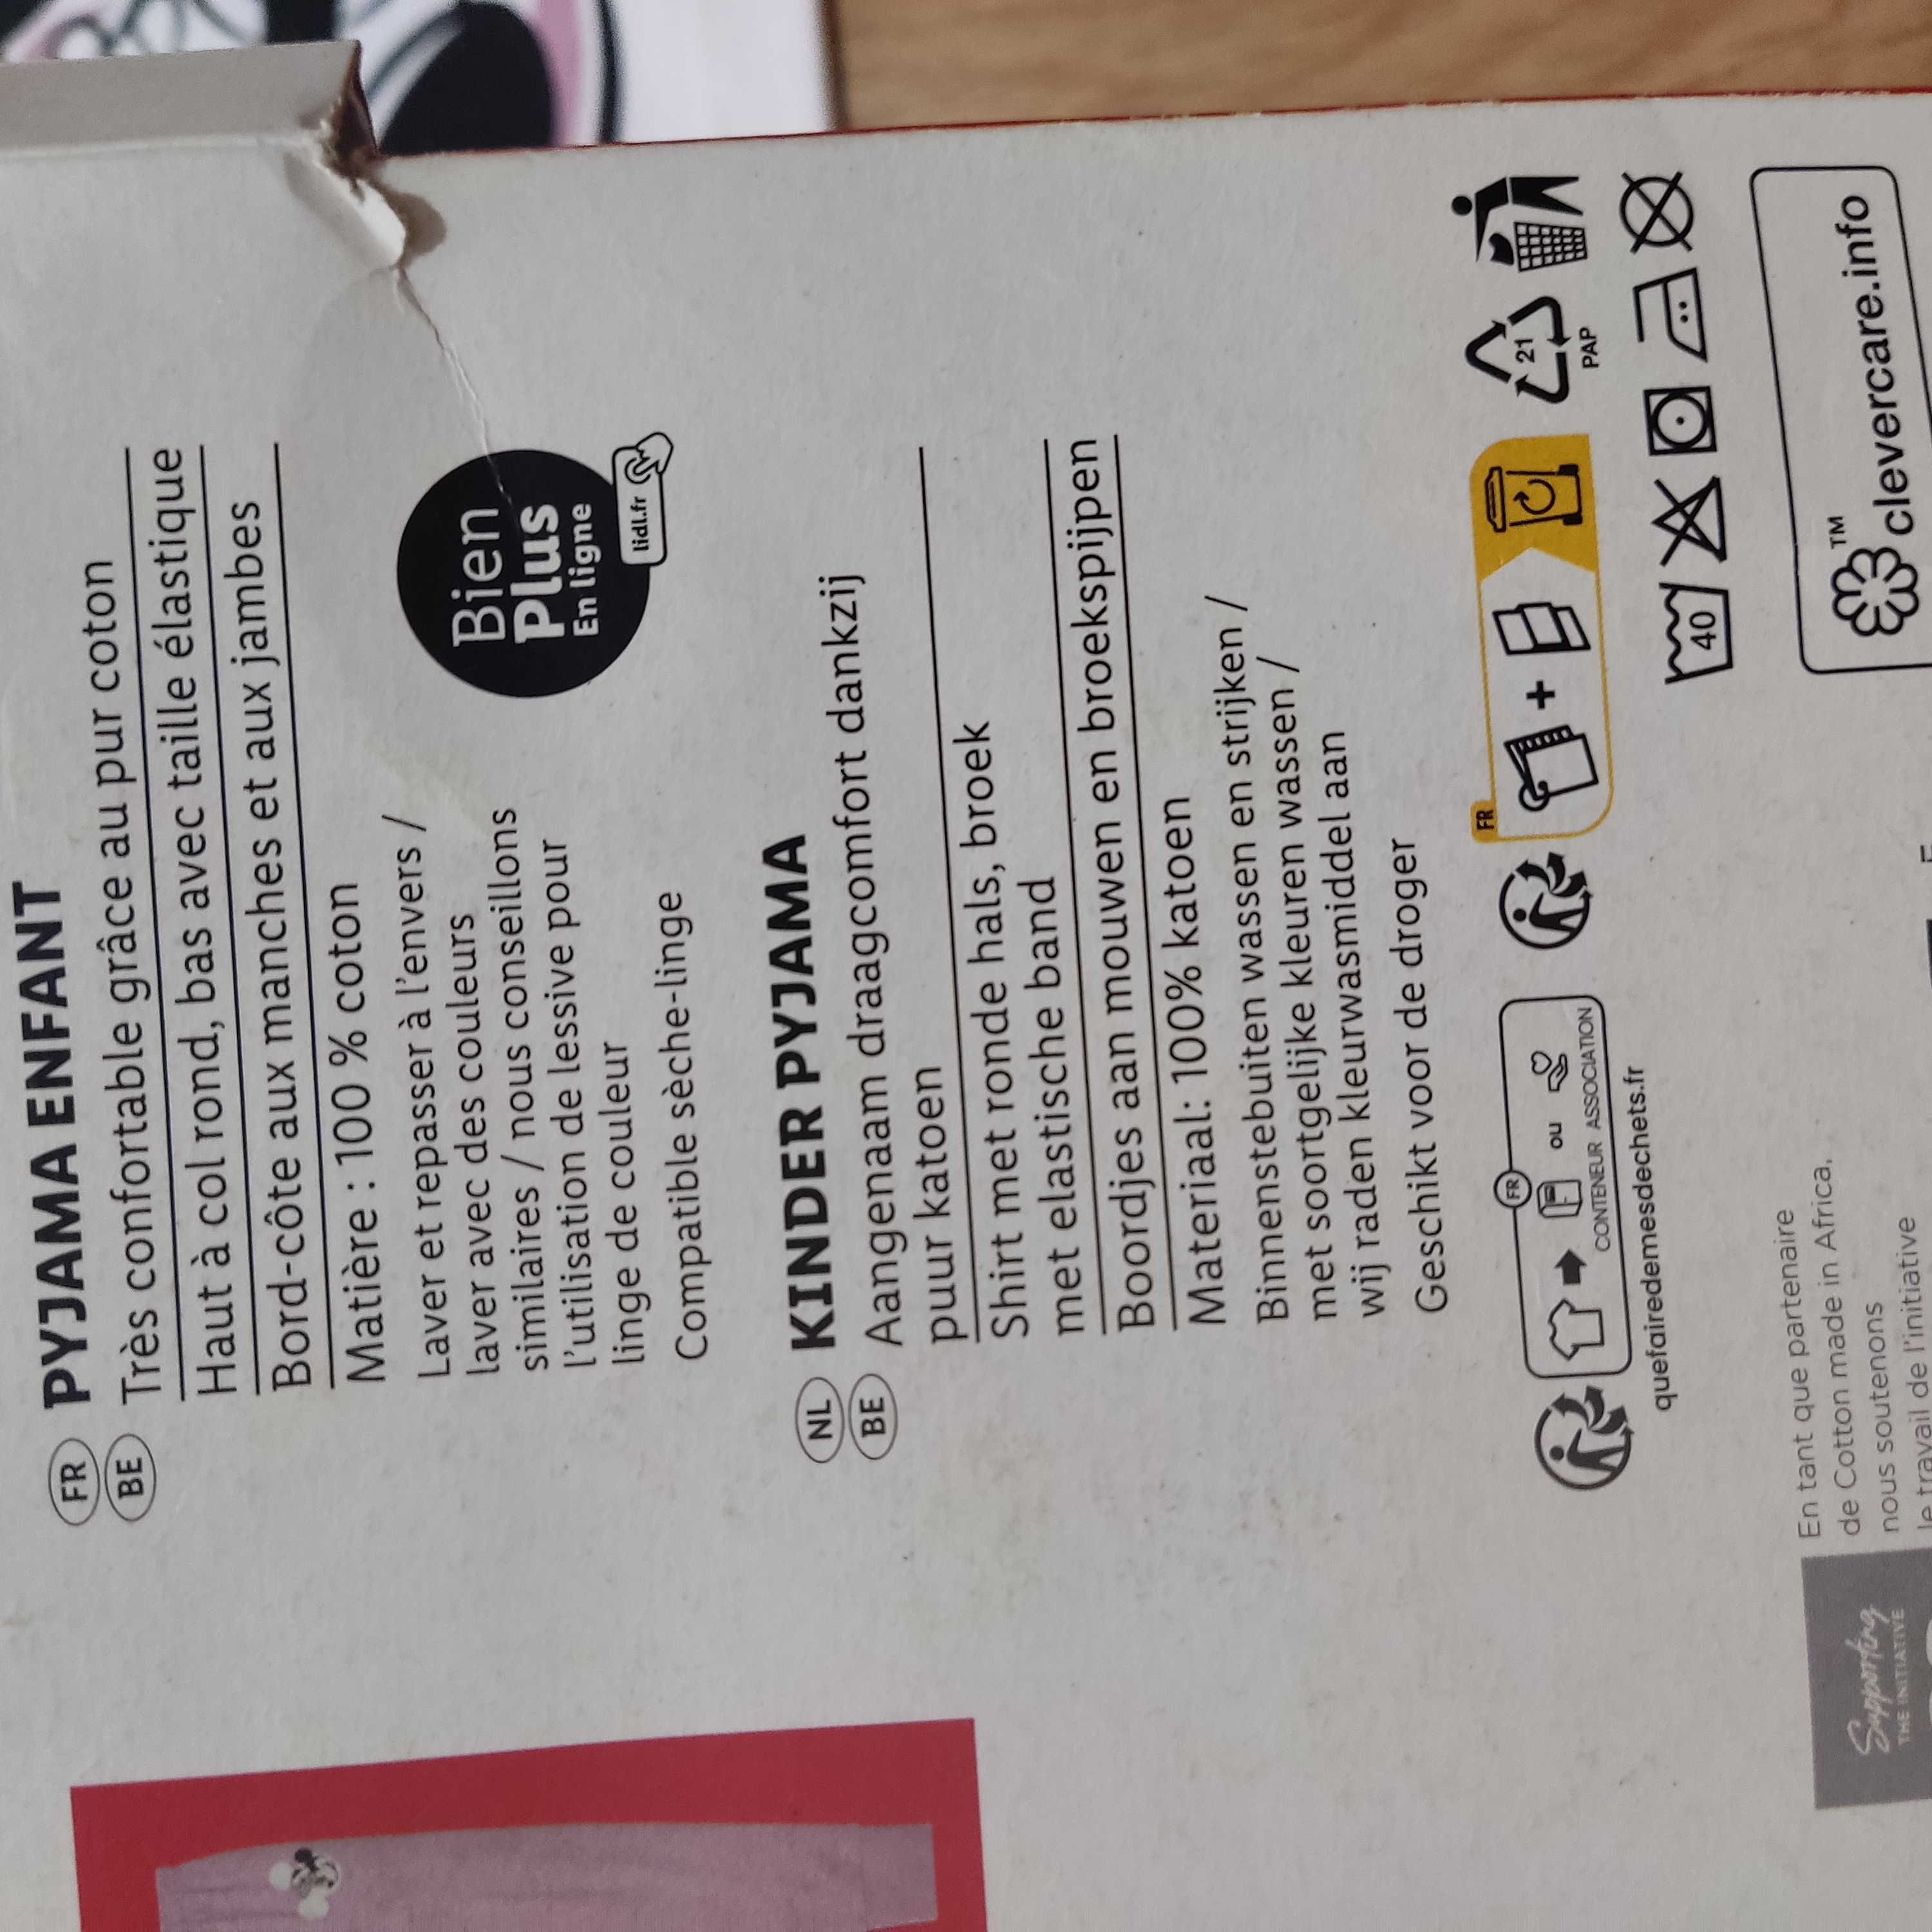 FR
BE
PYJAMA ENFANT
Très confortable grâce au pur coton
Haut à col rond, bas avec taille élastique
Bord-côte aux manches et aux jambes
Matière : 100 % coton
Laver et repasser à l'envers /
laver avec des couleurs
similaires / nous conseillons
l'utilisation de lessive pour
linge de couleur
Compatible sèche-linge
Bien
Plus
En ligne
lidl.fr
NL
BE
KINDER PYJAMA
Aangenaam draagcomfort dankzij
puur katoen
Shirt met ronde hals, broek
met elastische band
Boordjes aan mouwen en broekspijpen
Materiaal: 100% katoen
Binnenstebuiten wassen en strijken /
met soortgelijke kleuren wassen /
wij raden kleurwasmiddel aan
Geschikt voor de droger
FR
ou
CONTENEUR ASSOCIATION
quefairedemesdechets.fr
FR
+
21
PAP
40
clevercare.info
TM
En tant que partenaire
de Cotton made in Africa,
nous soutenons
le travail de l'initiative
Supporting
THE INITIATIVE